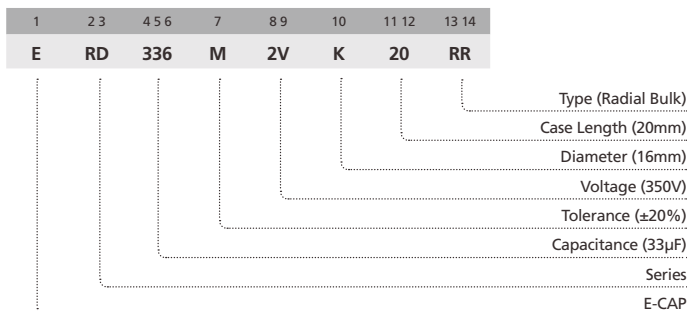 1 2 3 4 5 6 7 8 9 10 11 12 13 14
E RD 336 M 2V K 20 RR
Type (Radial Bulk)
Case Length (20mm)
Diameter (16mm)
Voltage (350V)
Tolerance (±20%)
Capacitance (33µF)
Series
E-CAP